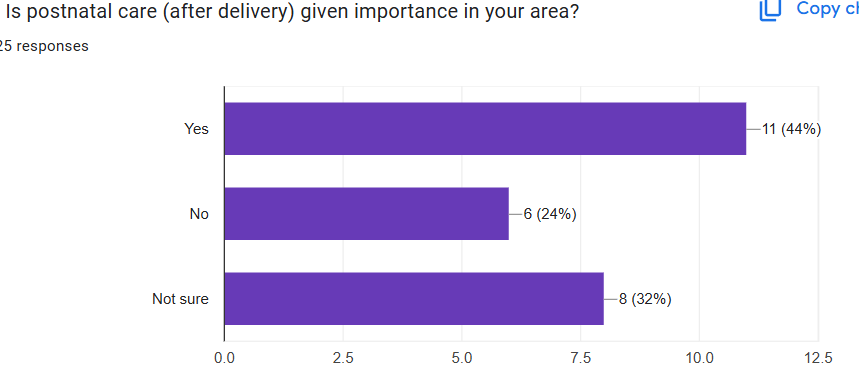 Is postnatal care (after delivery) given importance in your area?
Copy
25 responses
Yes
11 (44%)
No
6 (24%)
Not sure
8 (32%)
0.0 2.5 5.0 7.5 10.0 12.5